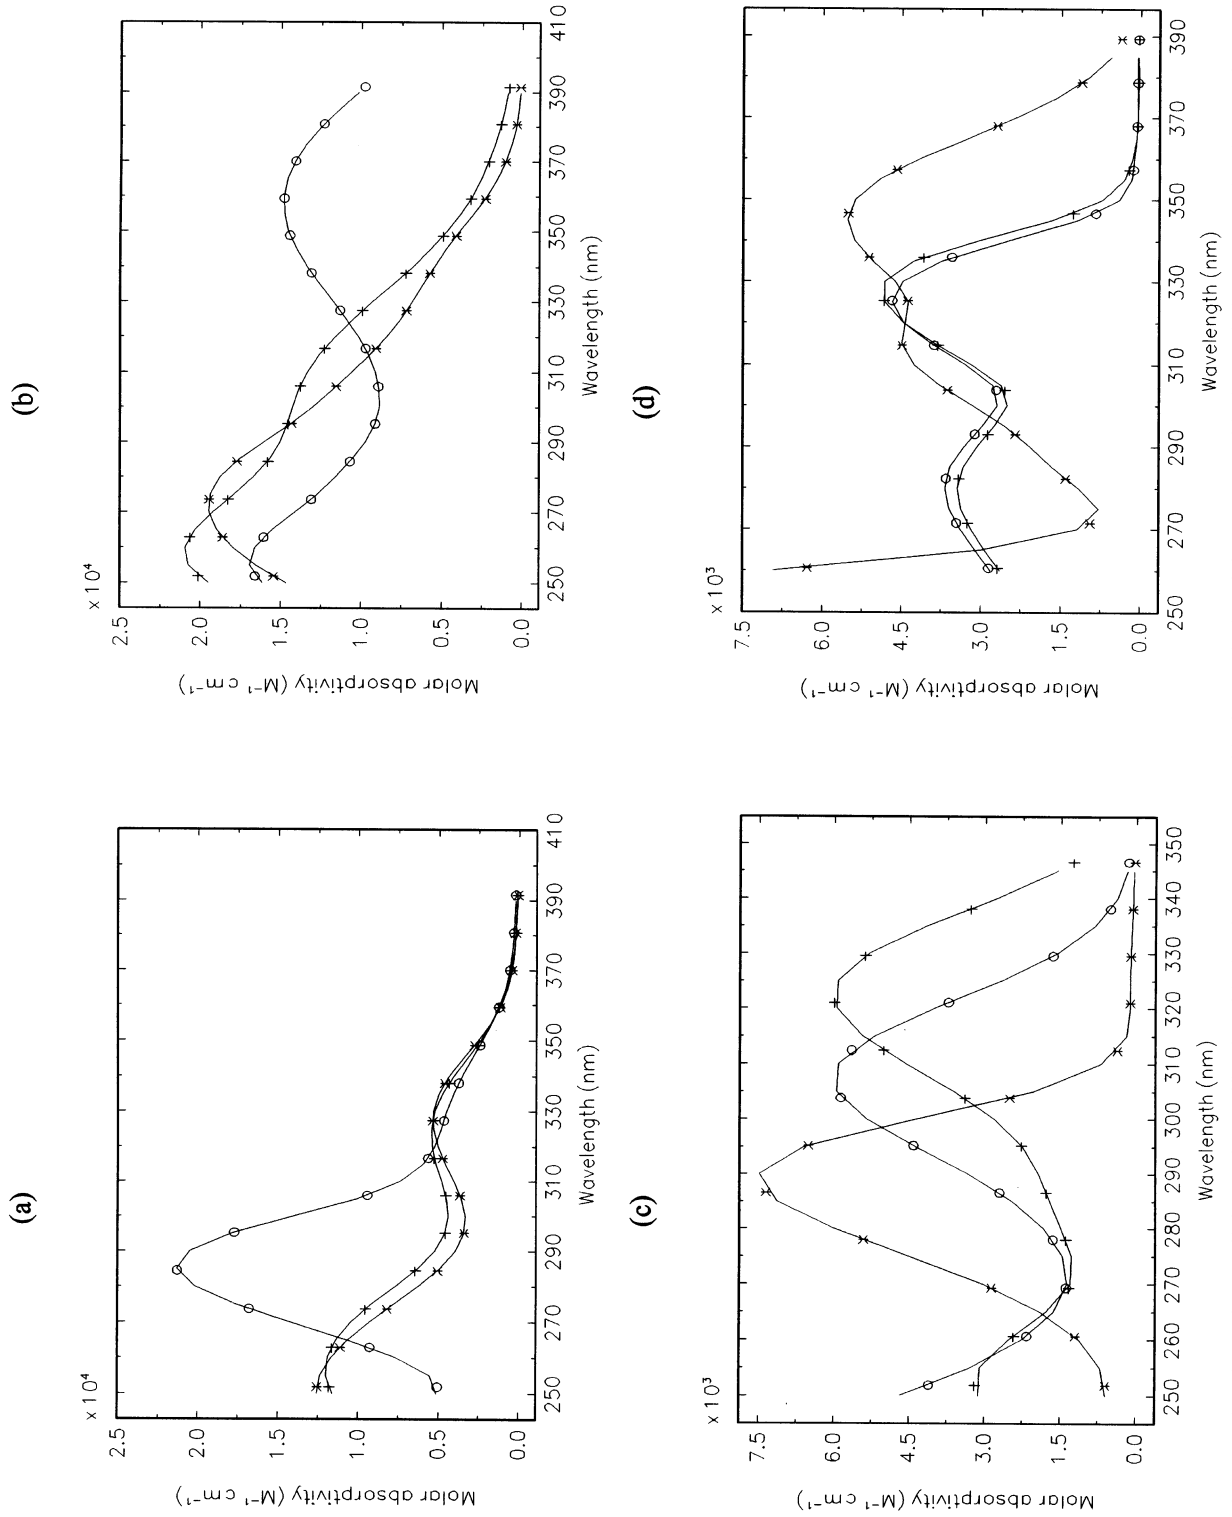 (a)
× 10⁴
2.5
2.0
1.5
1.0
0.5
0.0
Molar absorptivity (M⁻¹ cm⁻¹)
250 270 290 310 330 350 370 390 410
Wavelength (nm)
(b)
× 10⁴
2.5
2.0
1.5
1.0
0.5
0.0
Molar absorptivity (M⁻¹ cm⁻¹)
250 270 290 310 330 350 370 390 410
Wavelength (nm)
(c)
× 10³
7.5
6.0
4.5
3.0
1.5
0.0
Molar absorptivity (M⁻¹ cm⁻¹)
250 260 270 280 290 300 310 320 330 340 350
Wavelength (nm)
(d)
× 10³
7.5
6.0
4.5
3.0
1.5
0.0
Molar absorptivity (M⁻¹ cm⁻¹)
250 270 290 310 330 350 370 390
Wavelength (nm)